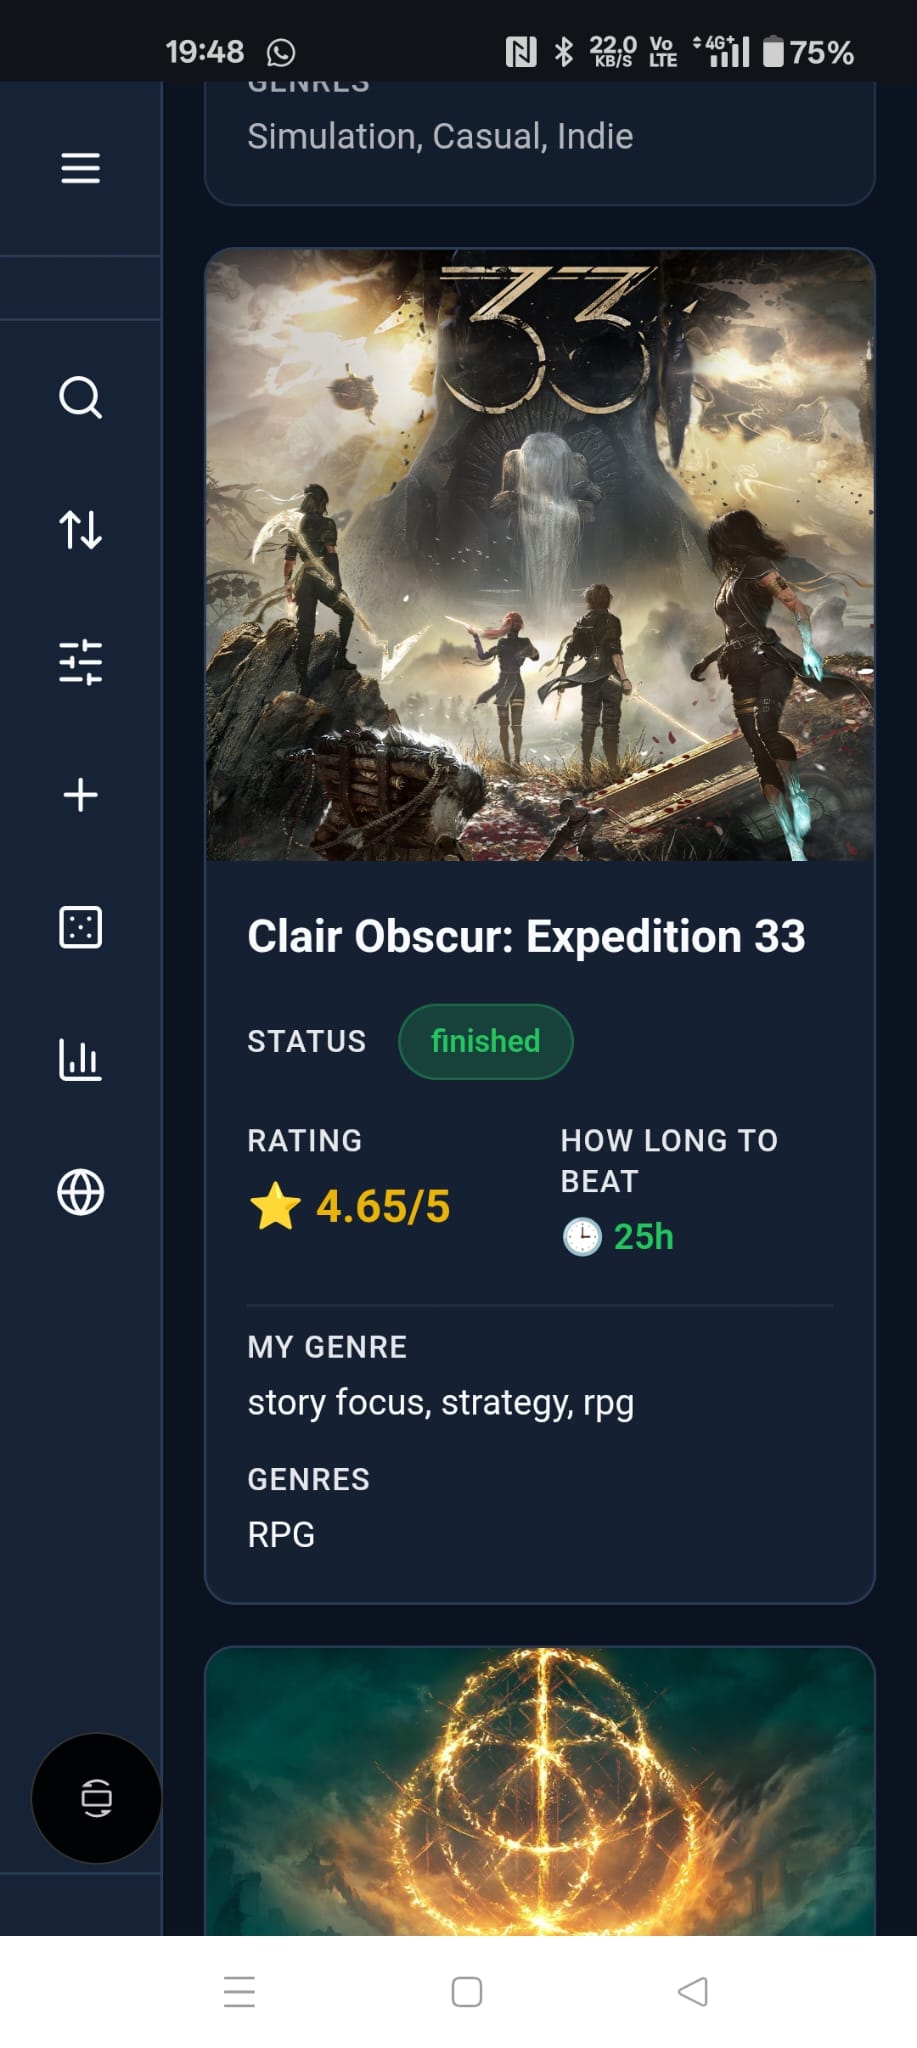 19:48
22.0
KB/S
Vo
LTE
4G+
75%
GENRES
Simulation, Casual, Indie
33
Clair Obscur: Expedition 33
STATUS
finished
RATING
⭐ 4.65/5
HOW LONG TO
BEAT
🕒 25h
MY GENRE
story focus, strategy, rpg
GENRES
RPG